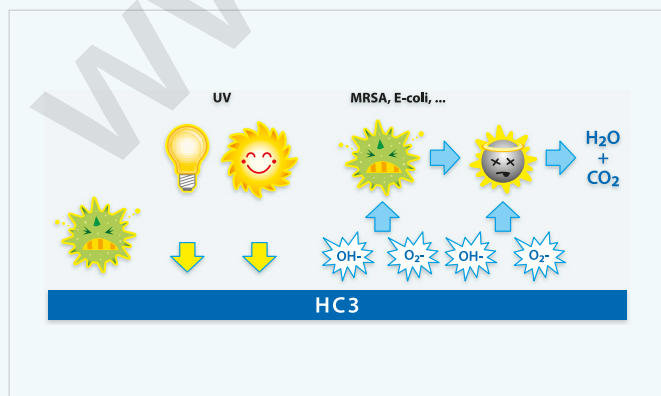 UV
MRSA, E-coli, ...
H2O
+
CO2
OH-
O2-
OH-
O2-
HC3